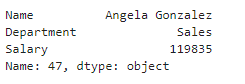 Name          Angela Gonzalez
Department              Sales
Salary                 119835
Name: 47, dtype: object